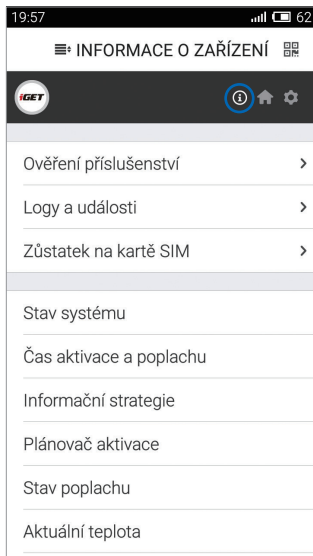 19:57 62
INFORMACE O ZAŘÍZENÍ
iGET
Ověření příslušenství
Logy a události
Zůstatek na kartě SIM
Stav systému
Čas aktivace a poplachu
Informační strategie
Plánovač aktivace
Stav poplachu
Aktuální teplota